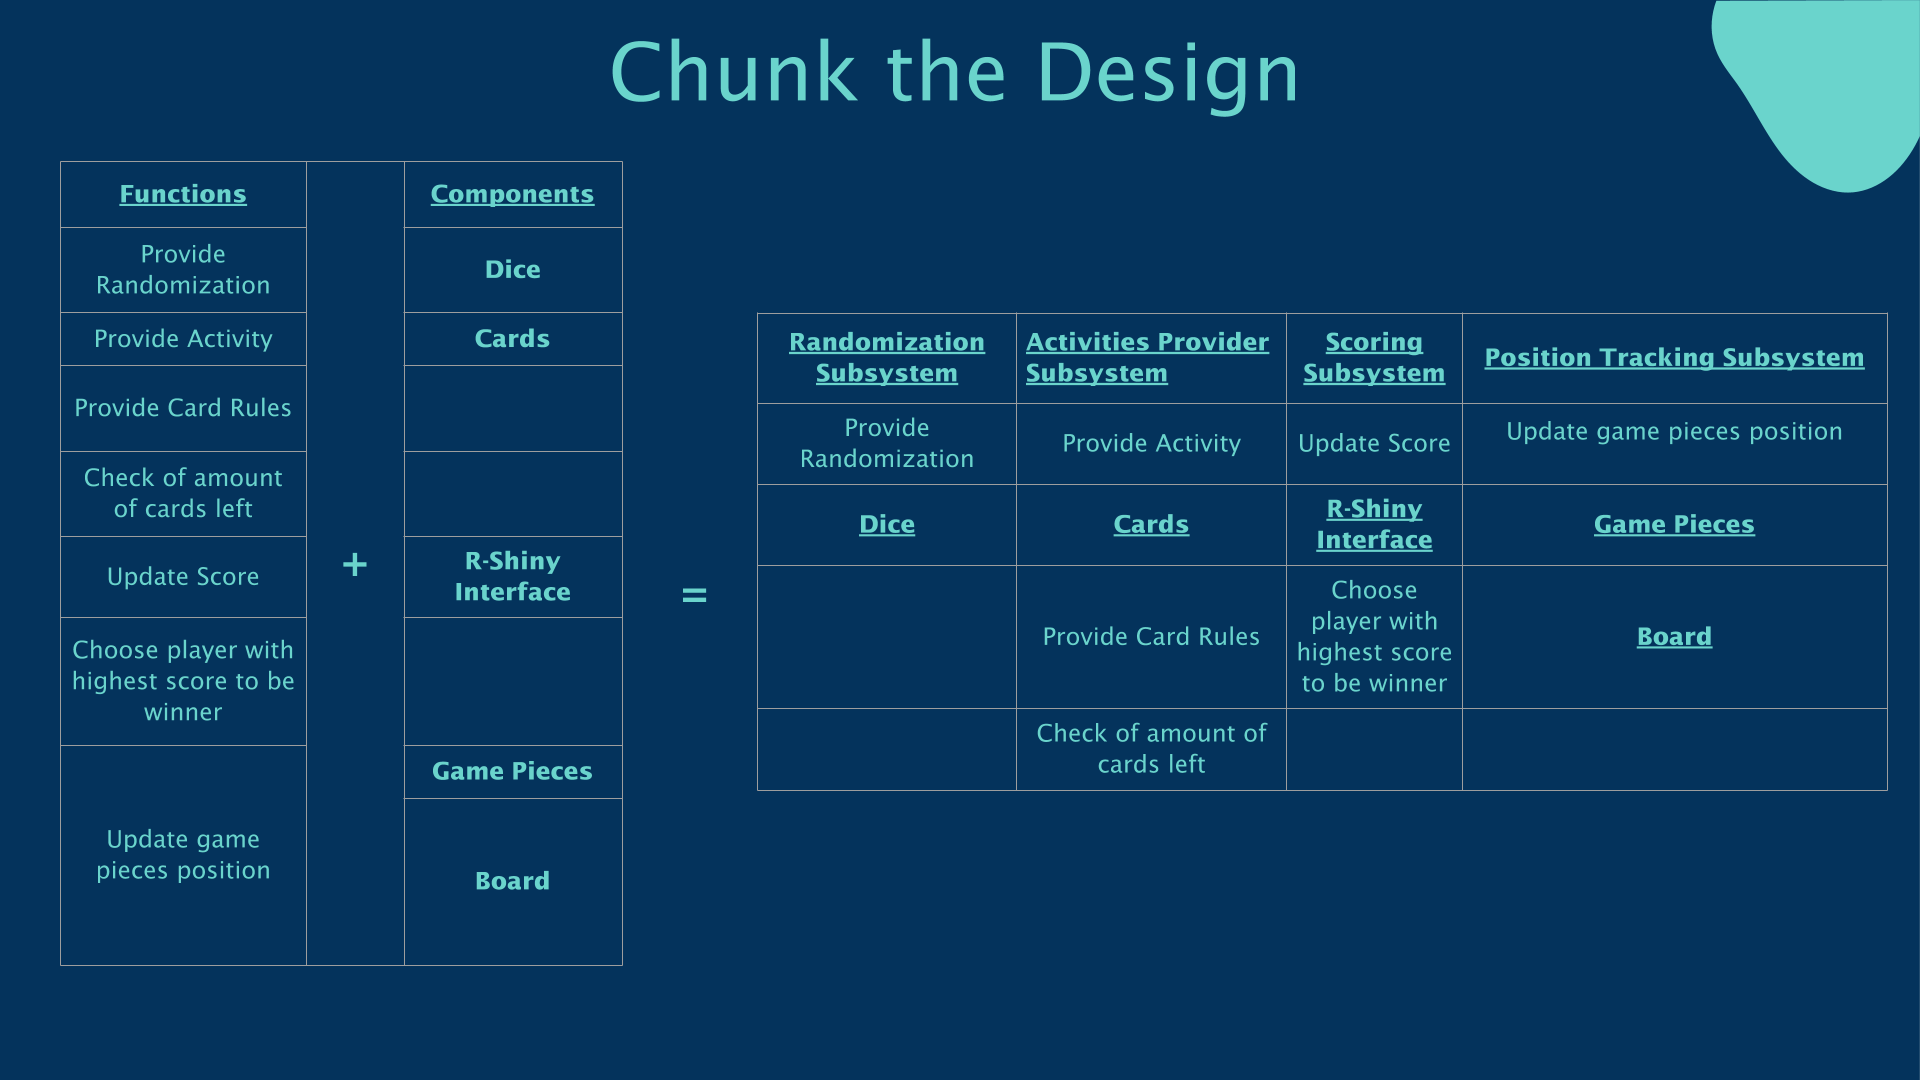 Chunk the Design
Functions
Components
Provide
Randomization
Dice
Provide Activity
Cards
Provide Card Rules
Check of amount
of cards left
Update Score
+
R-Shiny
Interface
Choose player with
highest score to be
winner
Game Pieces
Update game
pieces position
Board
=
Randomization
Subsystem
Activities Provider
Subsystem
Scoring
Subsystem
Position Tracking Subsystem
Provide
Randomization
Provide Activity
Update Score
Update game pieces position
Dice
Cards
R-Shiny
Interface
Game Pieces
Provide Card Rules
Choose
player with
highest score
to be winner
Board
Check of amount of
cards left